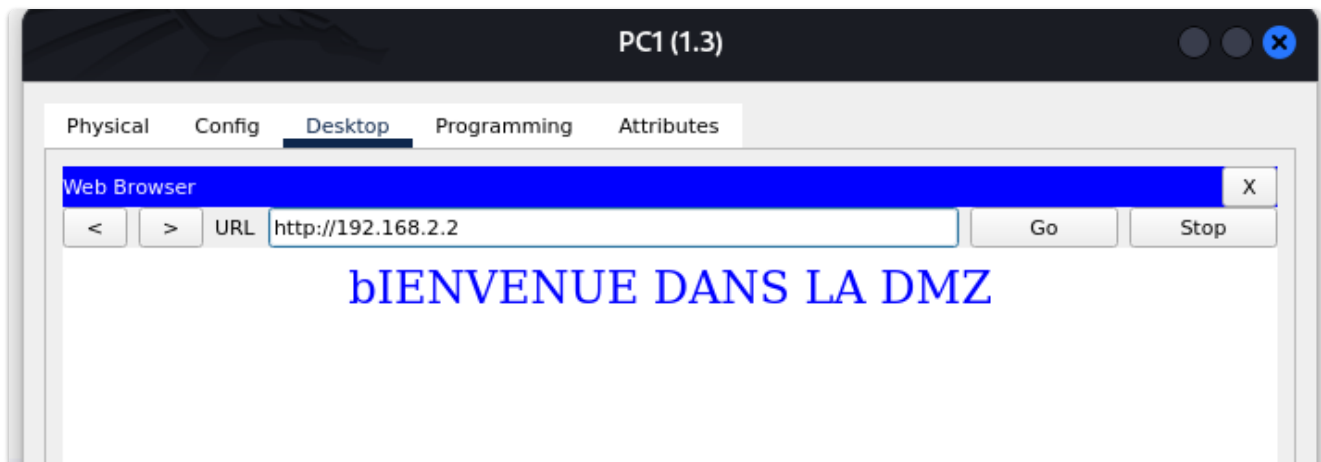 PC1 (1.3)
Physical Config Desktop Programming Attributes
Web Browser X
< > URL http://192.168.2.2 Go Stop
bIENVENUE DANS LA DMZ